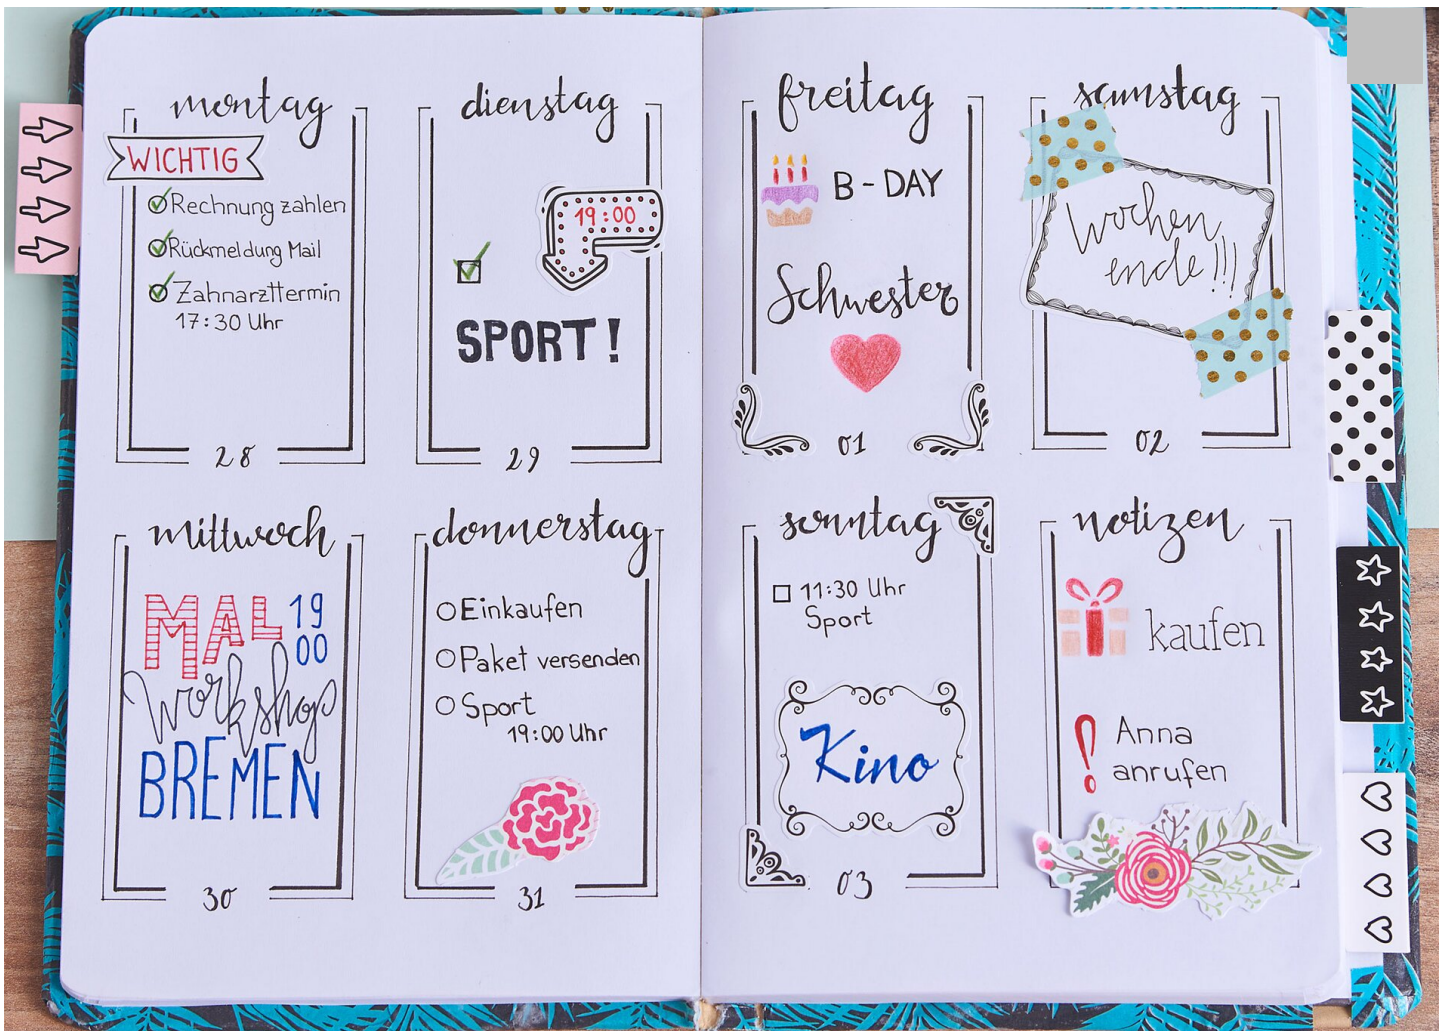 montag
WICHTIG
Rechnung zahlen
Rückmeldung Mail
Zahnarzttermin
17:30 Uhr
28
dienstag
19:00
SPORT!
29
mittwoch
MAL 19
00
Workshop
BREMEN
30
donnerstag
Einkaufen
Paket versenden
Sport
19:00 Uhr
31
freitag
B-DAY
Schwester
01
samstag
Wochen
ende!!!
02
sonntag
11:30 Uhr
Sport
Kino
03
notizen
kaufen
Anna
anrufen